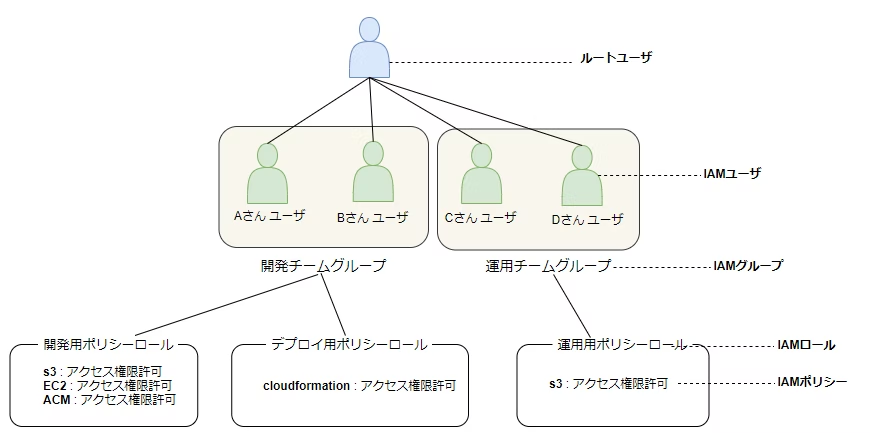 ルートユーザ
IAMユーザ
Aさん ユーザ
Bさん ユーザ
Cさん ユーザ
Dさん ユーザ
開発チームグループ
運用チームグループ
IAMグループ
開発用ポリシーロール
デプロイ用ポリシーロール
運用用ポリシーロール
IAMロール
s3 : アクセス権限許可
EC2 : アクセス権限許可
ACM : アクセス権限許可
cloudformation : アクセス権限許可
s3 : アクセス権限許可
IAMポリシー